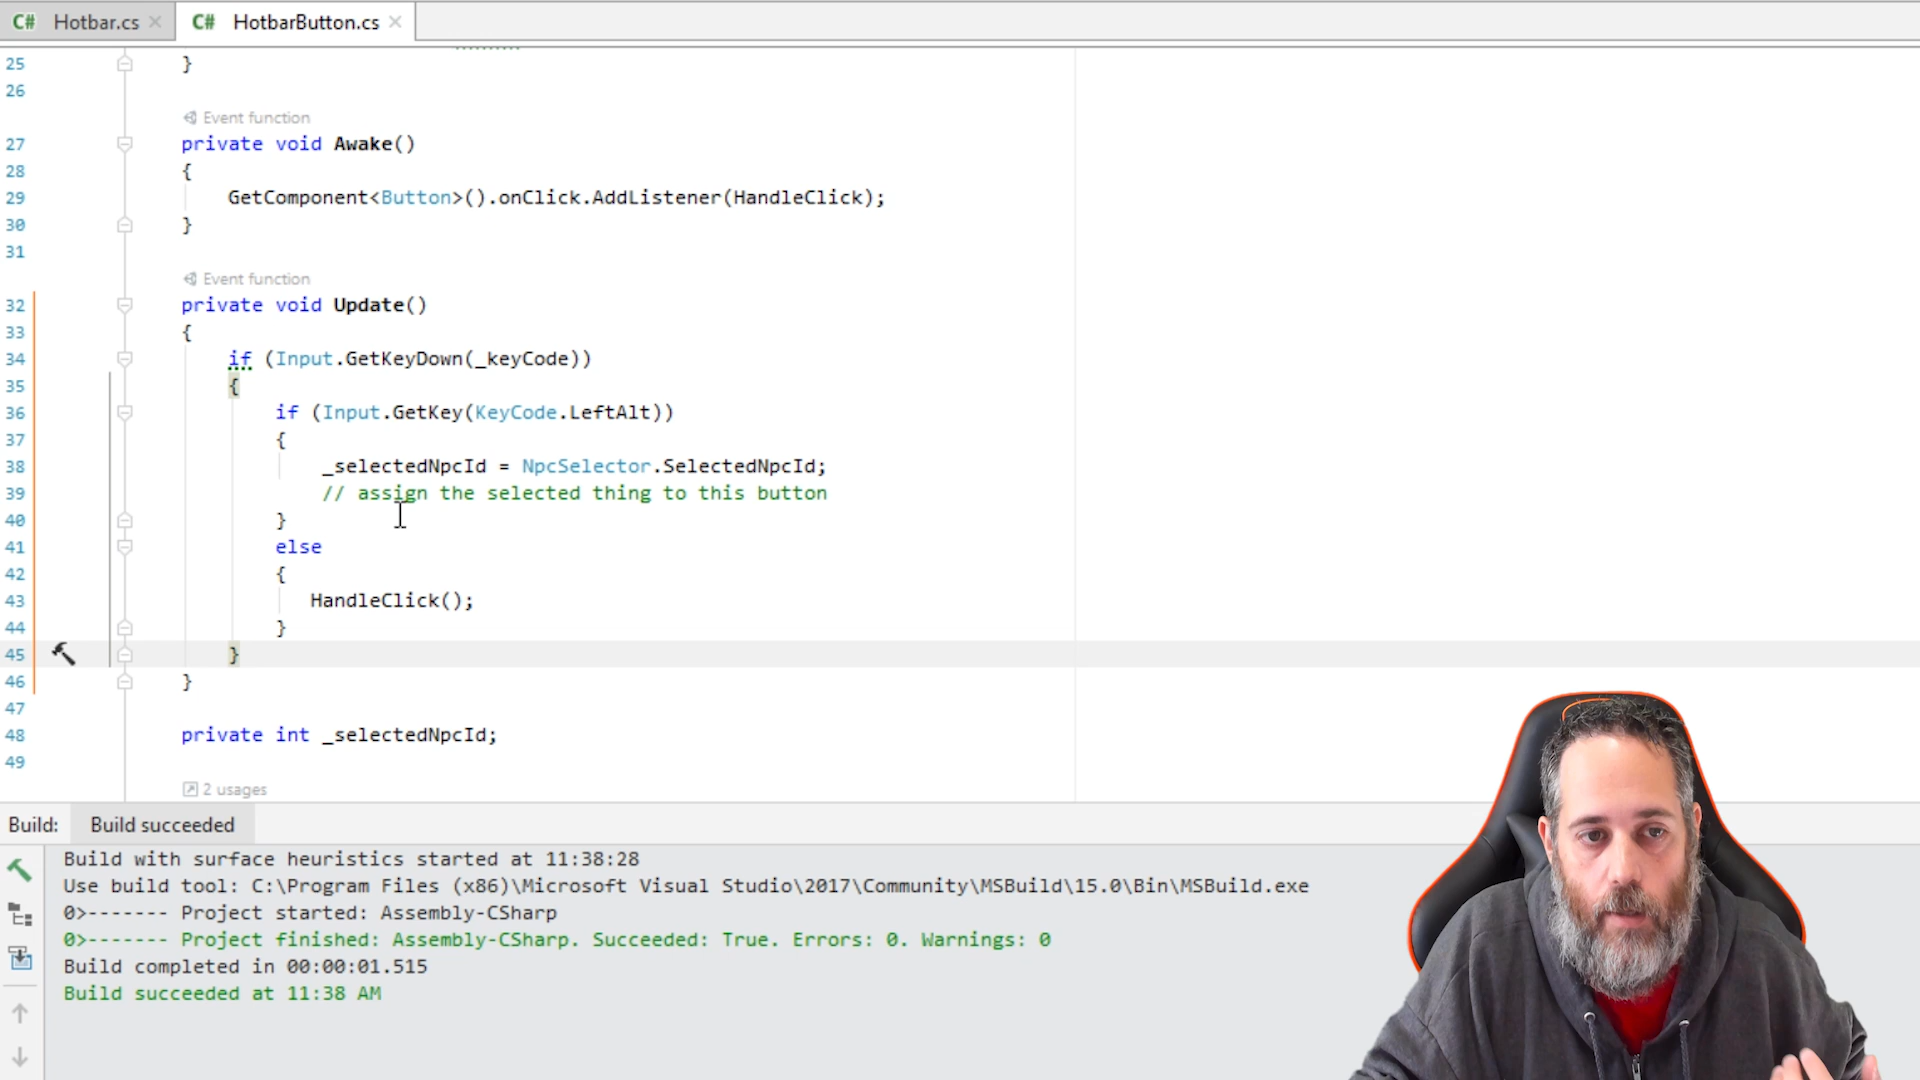 C# Hotbar.cs C# HotbarButton.cs
25 }
26
Event function
27 private void Awake()
28 {
29 GetComponent<Button>().onClick.AddListener(HandleClick);
30 }
31
Event function
32 private void Update()
33 {
34 if (Input.GetKeyDown(_keyCode))
35 {
36 if (Input.GetKey(KeyCode.LeftAlt))
37 {
38 _selectedNpcId = NpcSelector.SelectedNpcId;
39 // assign the selected thing to this button
40 }
41 else
42 {
43 HandleClick();
44 }
45 }
46 }
47
48 private int _selectedNpcId;
49
2 usages
Build: Build succeeded
Build with surface heuristics started at 11:38:28
Use build tool: C:\Program Files (x86)\Microsoft Visual Studio\2017\Community\MSBuild\15.0\Bin\MSBuild.exe
0>------- Project started: Assembly-CSharp
0>------- Project finished: Assembly-CSharp. Succeeded: True. Errors: 0. Warnings: 0
Build completed in 00:00:01.515
Build succeeded at 11:38 AM